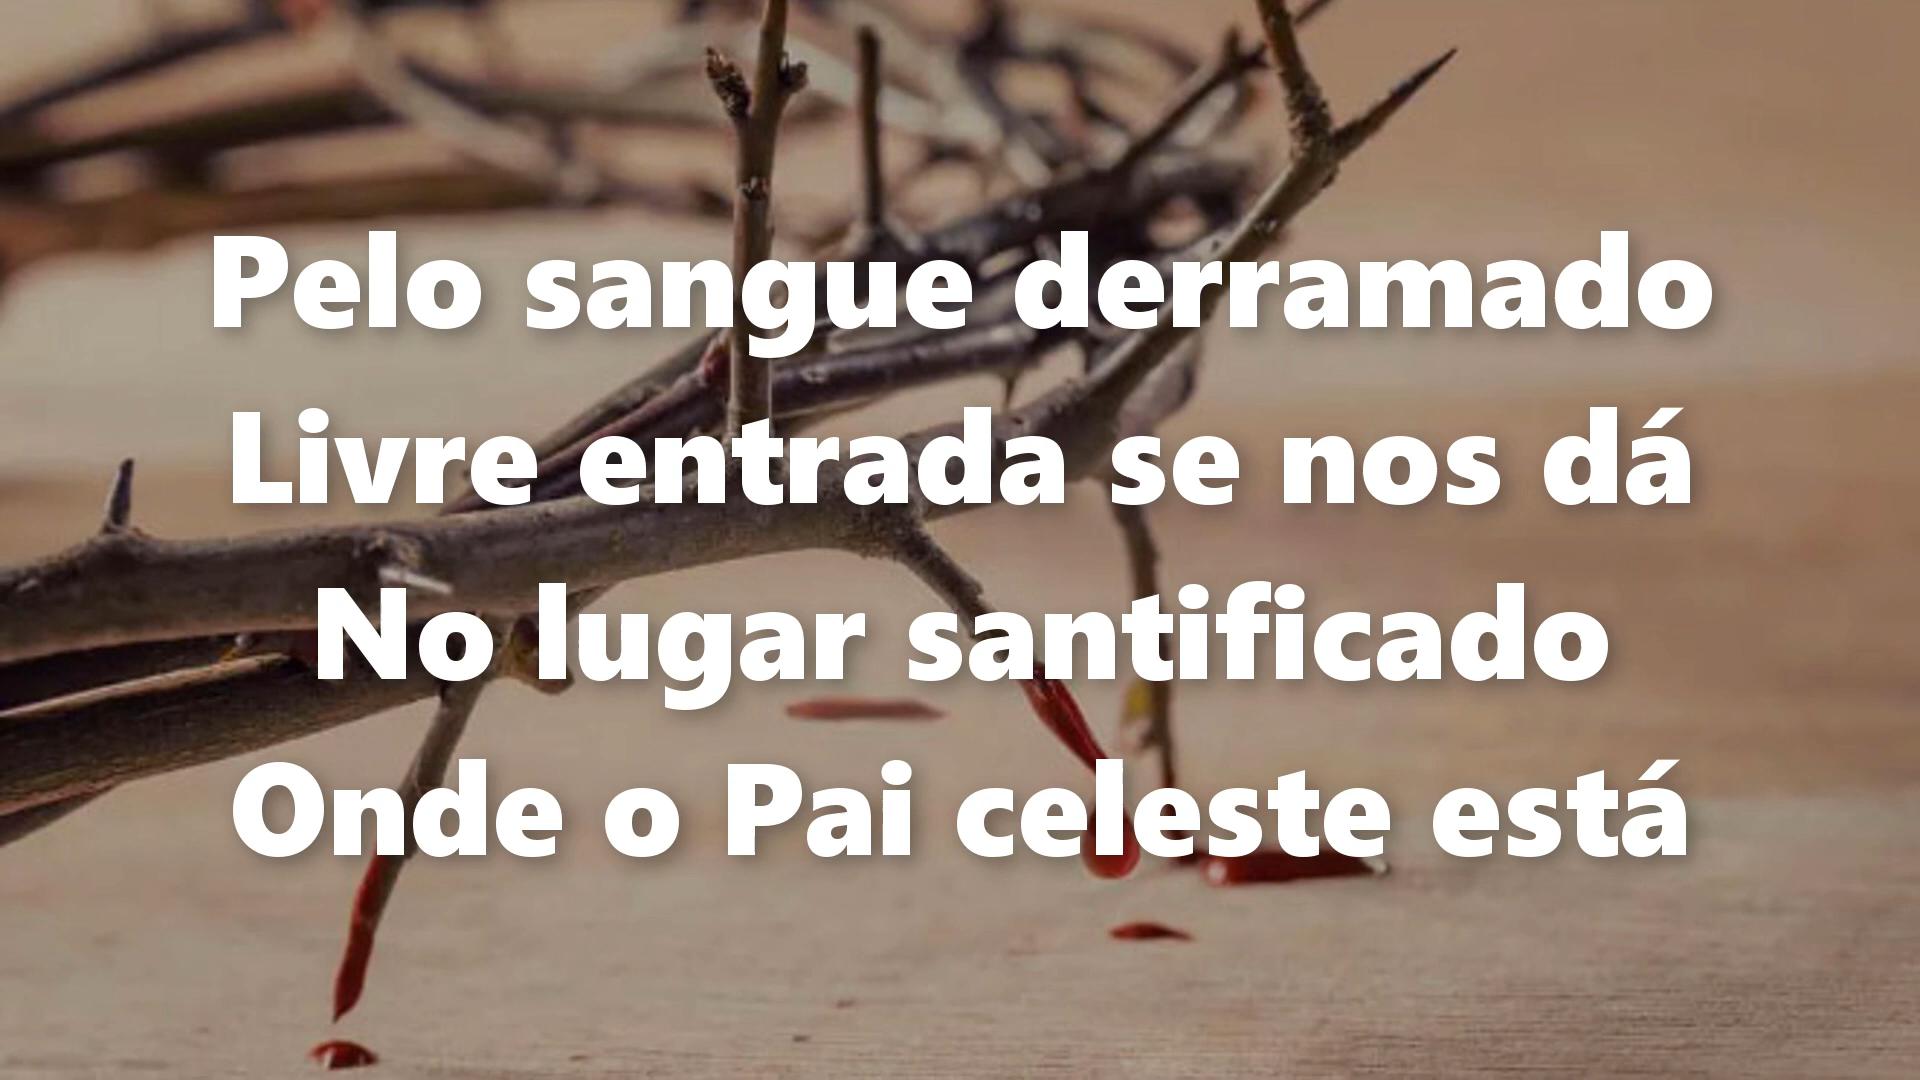 Pelo sangue derramado
Livre entrada se nos dá
No lugar santificado
Onde o Pai celeste está